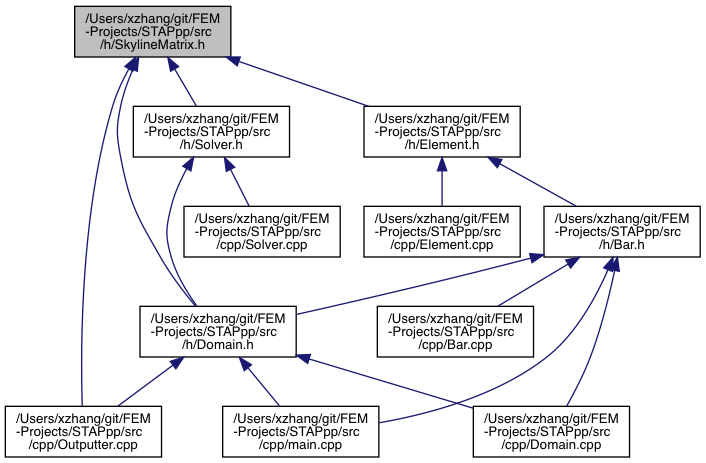 /Users/xzhang/git/FEM
-Projects/STAPpp/src
/h/SkylineMatrix.h
/Users/xzhang/git/FEM
-Projects/STAPpp/src
/h/Solver.h
/Users/xzhang/git/FEM
-Projects/STAPpp/src
/h/Element.h
/Users/xzhang/git/FEM
-Projects/STAPpp/src
/cpp/Solver.cpp
/Users/xzhang/git/FEM
-Projects/STAPpp/src
/cpp/Element.cpp
/Users/xzhang/git/FEM
-Projects/STAPpp/src
/h/Bar.h
/Users/xzhang/git/FEM
-Projects/STAPpp/src
/h/Domain.h
/Users/xzhang/git/FEM
-Projects/STAPpp/src
/cpp/Bar.cpp
/Users/xzhang/git/FEM
-Projects/STAPpp/src
/cpp/Outputter.cpp
/Users/xzhang/git/FEM
-Projects/STAPpp/src
/cpp/main.cpp
/Users/xzhang/git/FEM
-Projects/STAPpp/src
/cpp/Domain.cpp